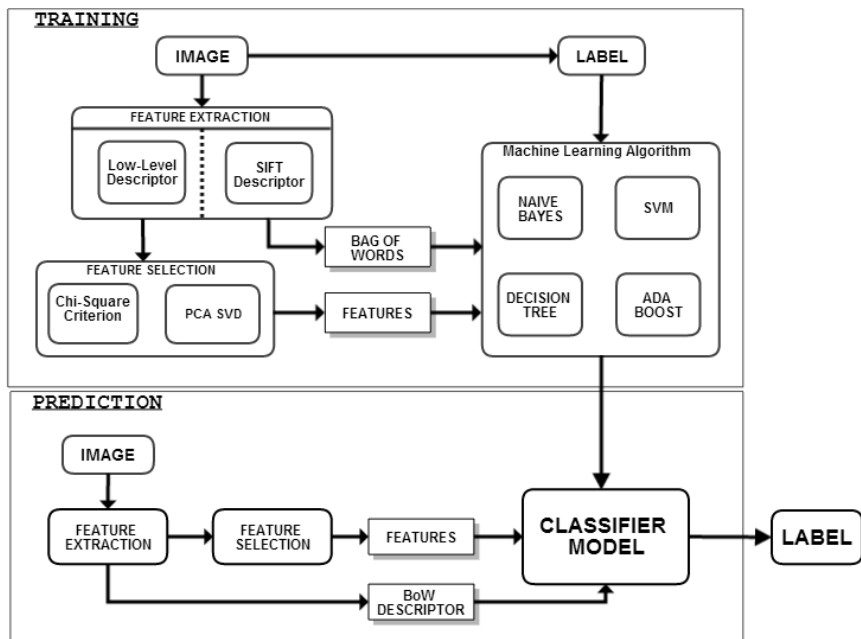 TRAINING
IMAGE
LABEL
FEATURE EXTRACTION
Low-Level
Descriptor
SIFT
Descriptor
Machine Learning Algorithm
NAIVE
BAYES
SVM
BAG OF
WORDS
FEATURE SELECTION
Chi-Square
Criterion
PCA SVD
FEATURES
DECISION
TREE
ADA
BOOST
PREDICTION
IMAGE
FEATURE
EXTRACTION
FEATURE
SELECTION
FEATURES
CLASSIFIER
MODEL
LABEL
BoW
DESCRIPTOR